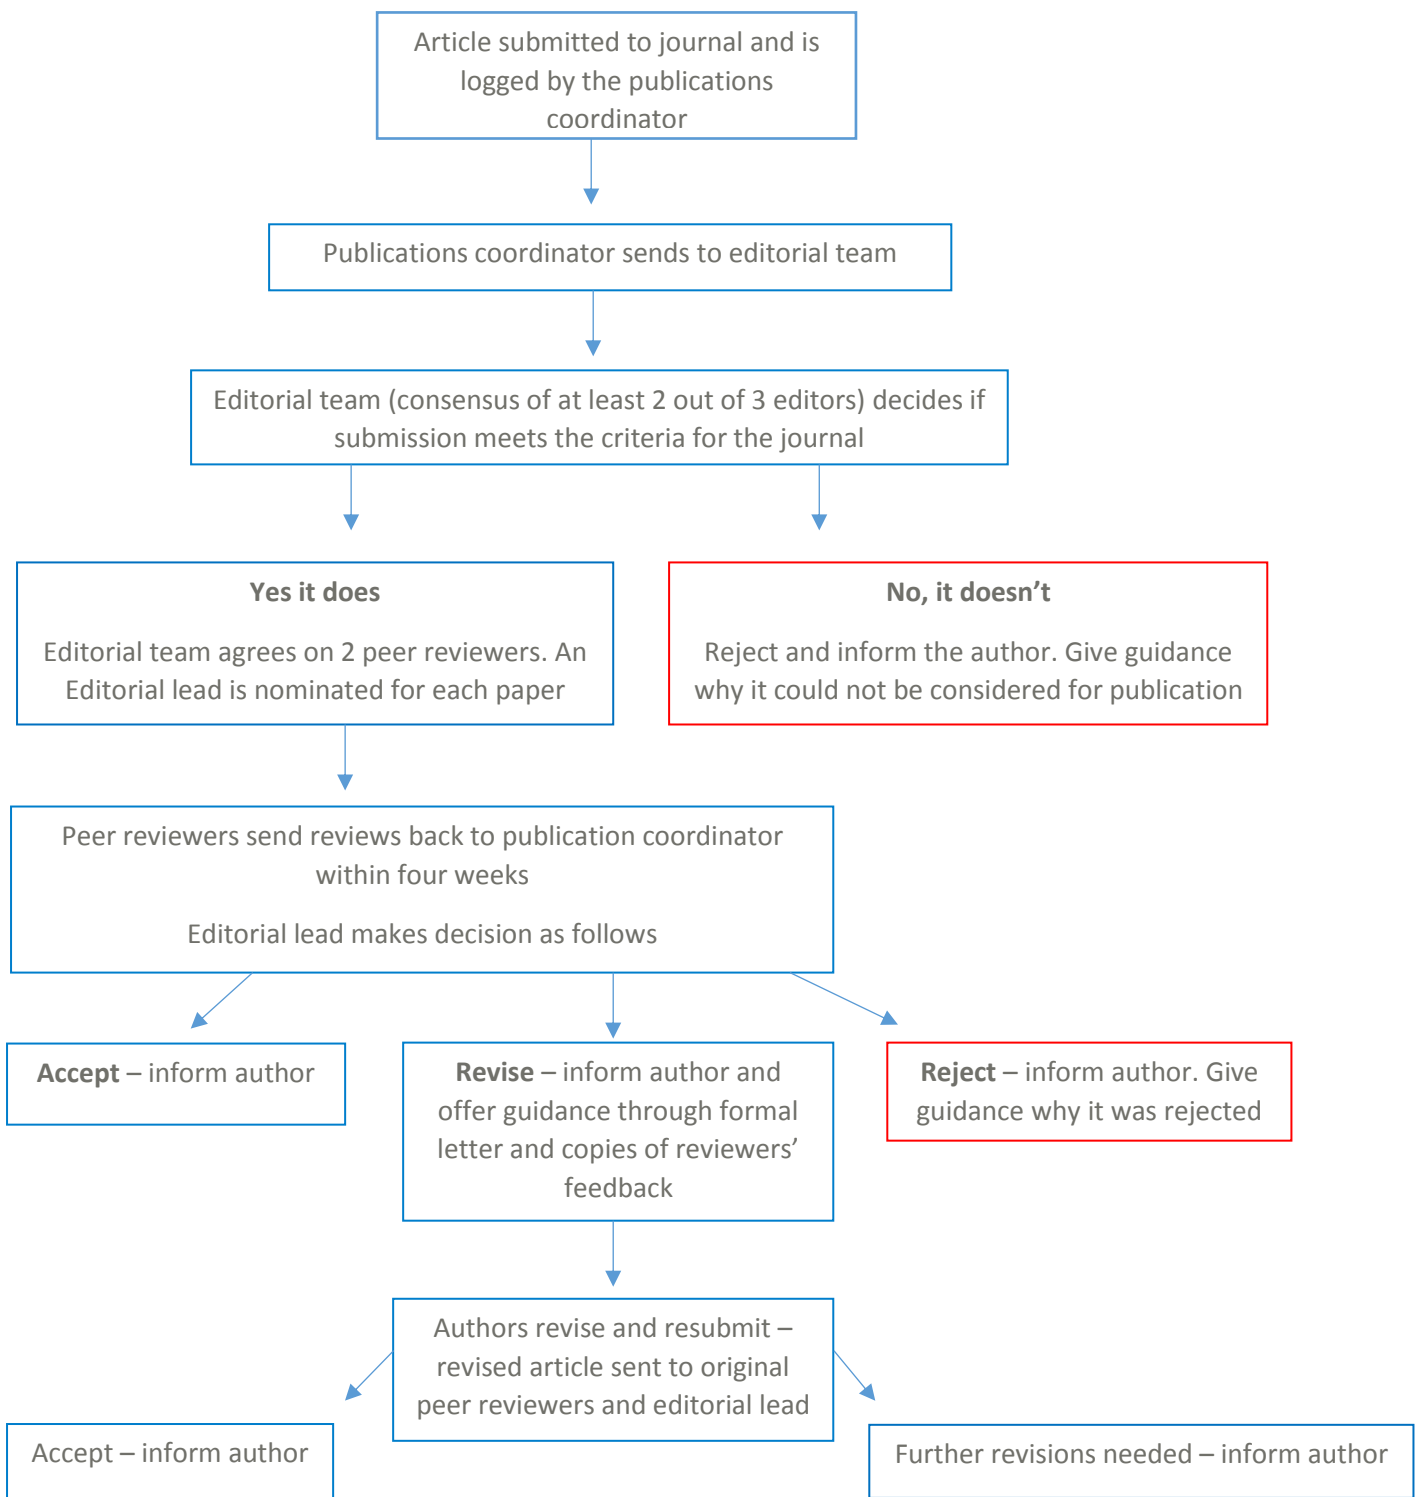 Article submitted to journal and is
logged by the publications
coordinator
Publications coordinator sends to editorial team
Editorial team (consensus of at least 2 out of 3 editors) decides if
submission meets the criteria for the journal
Yes it does
Editorial team agrees on 2 peer reviewers. An
Editorial lead is nominated for each paper
No, it doesn’t
Reject and inform the author. Give guidance
why it could not be considered for publication
Peer reviewers send reviews back to publication coordinator
within four weeks
Editorial lead makes decision as follows
Accept – inform author
Revise – inform author and
offer guidance through formal
letter and copies of reviewers’
feedback
Reject – inform author. Give
guidance why it was rejected
Authors revise and resubmit –
revised article sent to original
peer reviewers and editorial lead
Accept – inform author
Further revisions needed – inform author